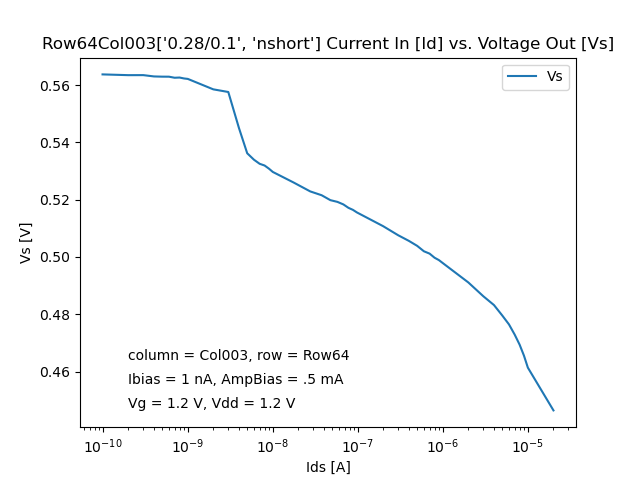 Row64Col003['0.28/0.1', 'nshort'] Current In [Id] vs. Voltage Out [Vs]
Vs
0.56
0.54
0.52
0.50
0.48
0.46
Vs [V]
column = Col003, row = Row64
Ibias = 1 nA, AmpBias = .5 mA
Vg = 1.2 V, Vdd = 1.2 V
10⁻¹⁰ 10⁻⁹ 10⁻⁸ 10⁻⁷ 10⁻⁶ 10⁻⁵
Ids [A]